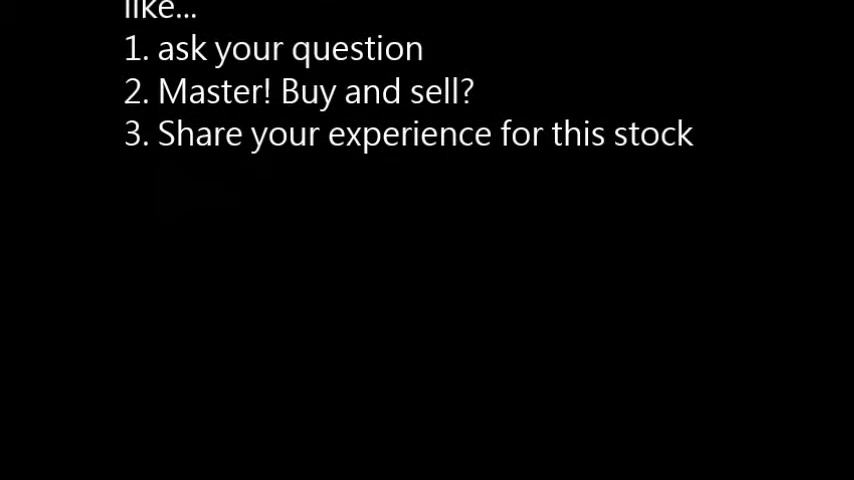 like...
1. ask your question
2. Master! Buy and sell?
3. Share your experience for this stock